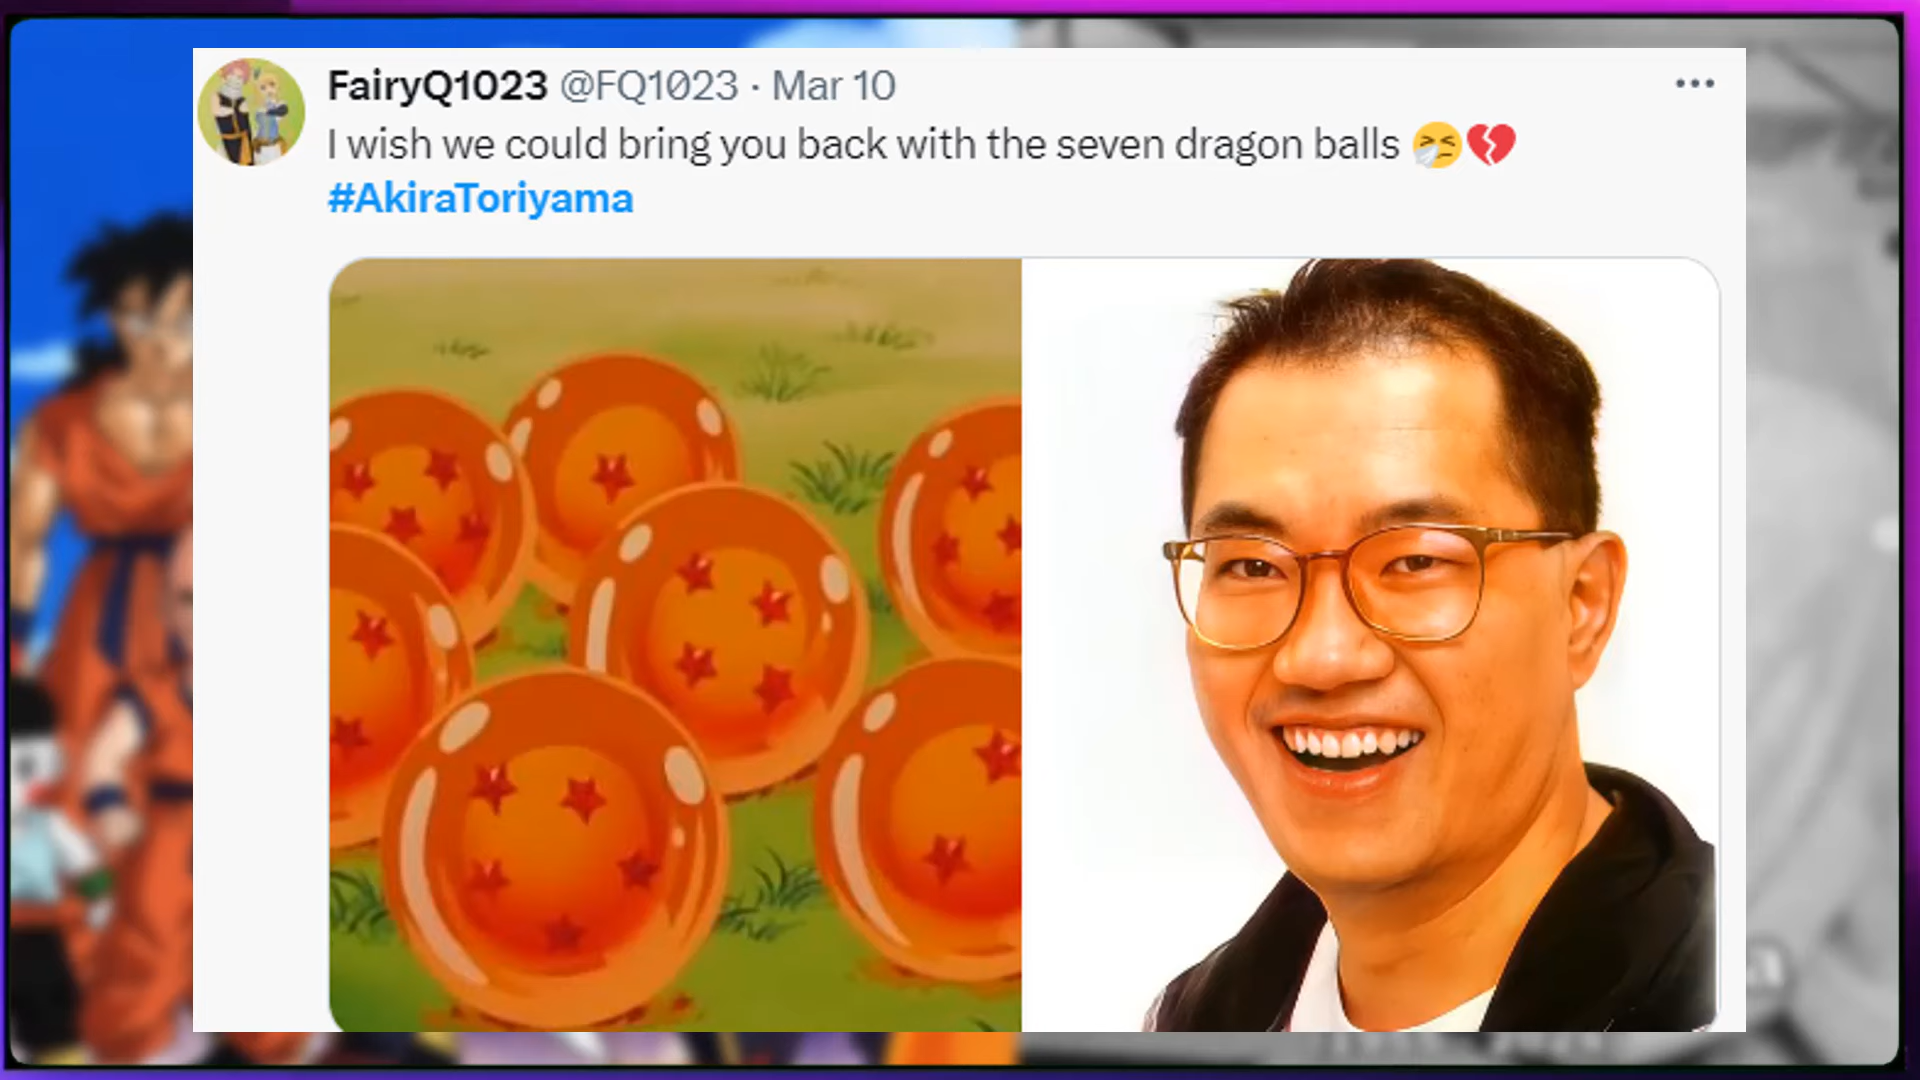 FairyQ1023 @FQ1023 · Mar 10
I wish we could bring you back with the seven dragon balls 🤧💔
#AkiraToriyama